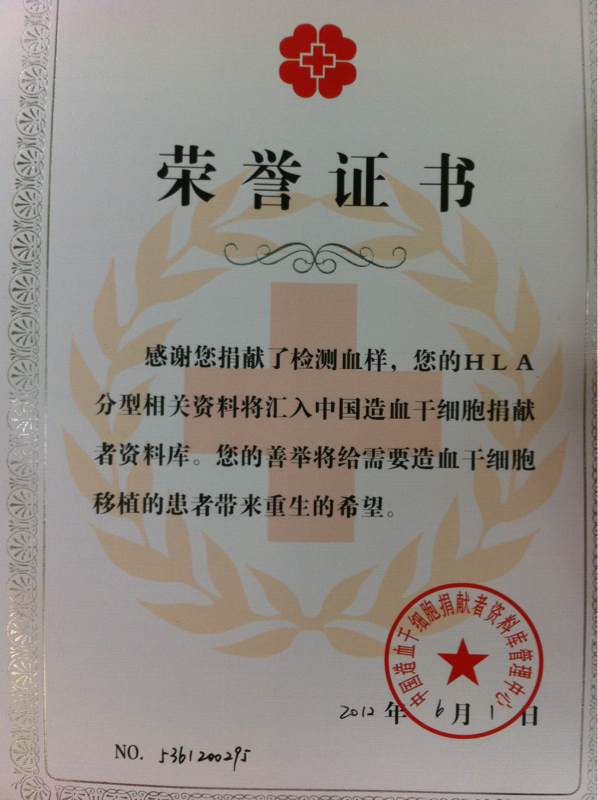 荣誉证书
感谢您捐献了检测血样，您的HLA
分型相关资料将汇入中国造血干细胞捐献
者资料库。您的善举将给需要造血干细胞
移植的患者带来重生的希望。
中国造血干细胞捐献者资料库管理中心
2012年6月1日
NO. 5361200295